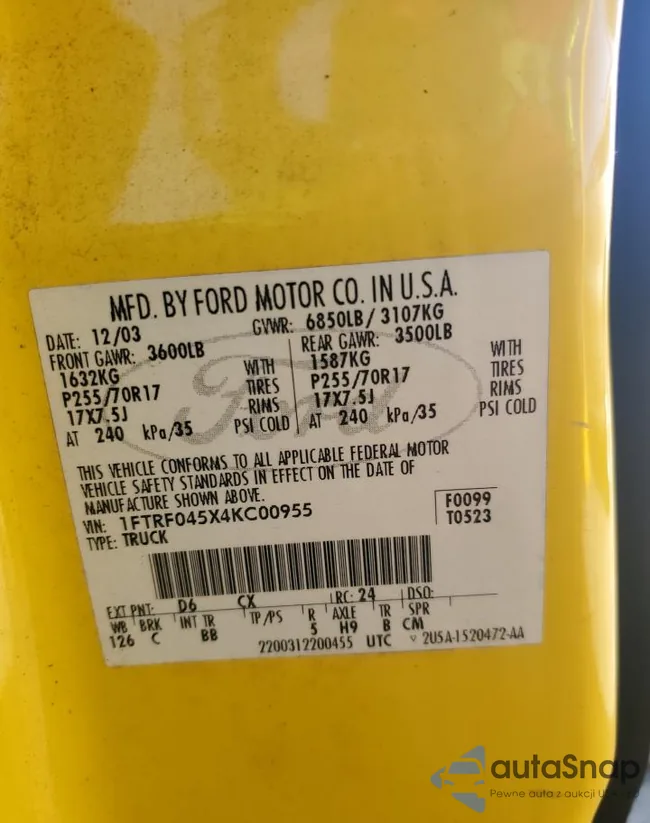 MFD. BY FORD MOTOR CO. IN U.S.A.
DATE: 12/03 GVWR: 6850LB/ 3107KG
FRONT GAWR: 3600LB REAR GAWR: 3500LB
1632KG WITH 1587KG WITH
P255/70R17 TIRES P255/70R17 TIRES
17X7.5J RIMS 17X7.5J RIMS
AT 240 kPa/35 PSI COLD AT 240 kPa/35 PSI COLD
Ford
THIS VEHICLE CONFORMS TO ALL APPLICABLE FEDERAL MOTOR
VEHICLE SAFETY STANDARDS IN EFFECT ON THE DATE OF
MANUFACTURE SHOWN ABOVE.
VIN: 1FTRF045X4KC00955 F0099
TYPE: TRUCK T0523
EXT PNT: D6 CX RC: 24 DSO:
WB BRK INT TR TP/PS R AXLE TR SPR
126 C BB 5 H9 B CM
2200312200455 UTC V 2U5A-1520472-AA
autaSnap
Pewne auta z aukcji